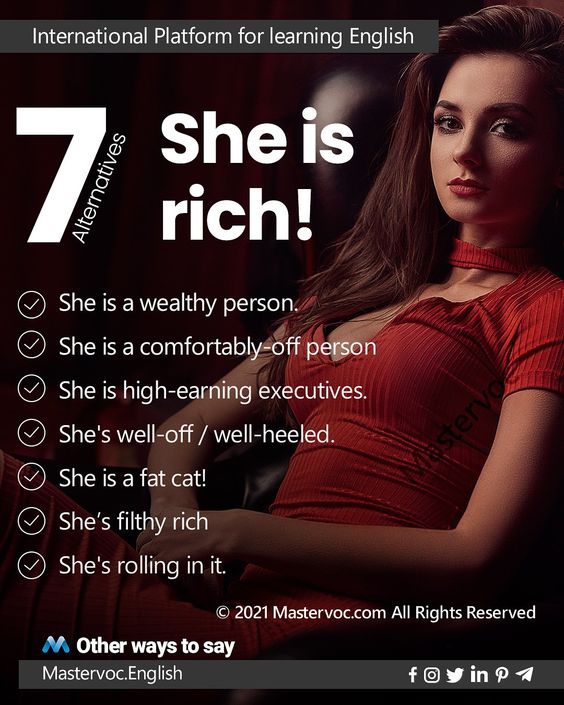 International Platform for learning English
7
Alternatives
She is
rich!
She is a wealthy person.
She is a comfortably-off person
She is high-earning executives.
She's well-off / well-heeled.
She is a fat cat!
She’s filthy rich
She's rolling in it.
Mastervoc
© 2021 Mastervoc.com All Rights Reserved
Other ways to say
Mastervoc.English